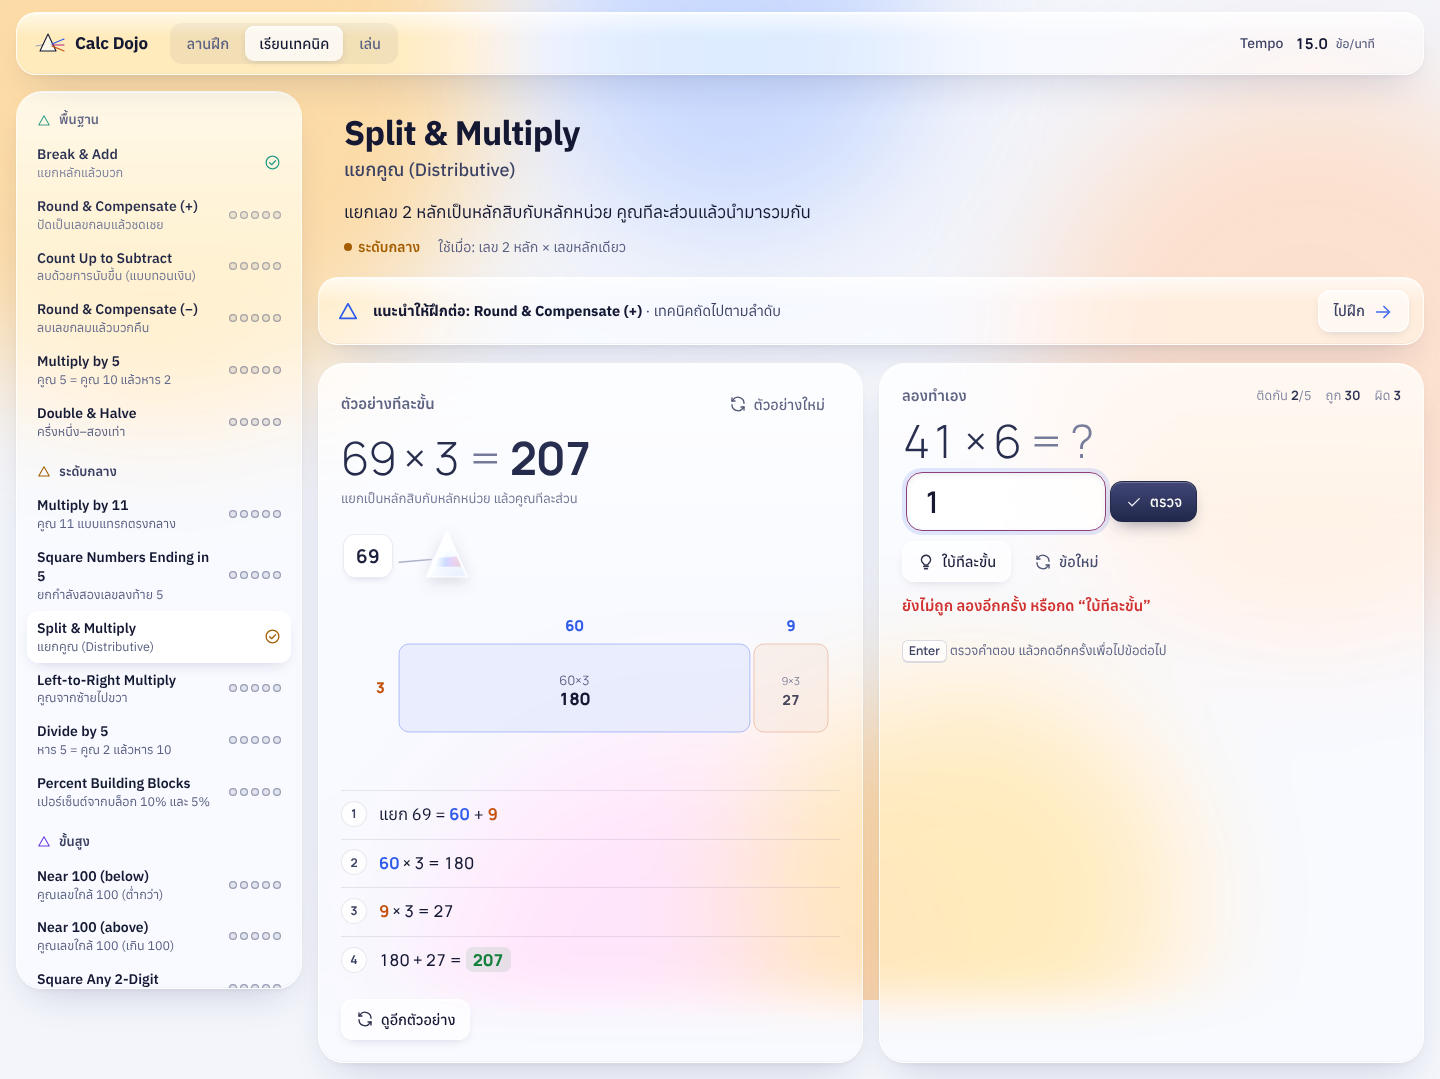 Calc Dojo
ลานฝึก
เรียนเทคนิค
เล่น
Tempo 15.0 ข้อ/นาที
พื้นฐาน
Break & Add
แยกหลักแล้วบวก
Round & Compensate (+)
ปัดเป็นเลขกลมแล้วชดเชย
Count Up to Subtract
ลบด้วยการนับขึ้น (แบบทอนเงิน)
Round & Compensate (−)
ลบเลขกลมแล้วบวกคืน
Multiply by 5
คูณ 5 = คูณ 10 แล้วหาร 2
Double & Halve
ครึ่งหนึ่ง–สองเท่า
ระดับกลาง
Multiply by 11
คูณ 11 แบบแทรกตรงกลาง
Square Numbers Ending in
5
ยกกำลังสองเลขลงท้าย 5
Split & Multiply
แยกคูณ (Distributive)
Left-to-Right Multiply
คูณจากซ้ายไปขวา
Divide by 5
หาร 5 = คูณ 2 แล้วหาร 10
Percent Building Blocks
เปอร์เซ็นต์จากบล็อก 10% และ 5%
ขั้นสูง
Near 100 (below)
คูณเลขใกล้ 100 (ต่ำกว่า)
Near 100 (above)
คูณเลขใกล้ 100 (เกิน 100)
Square Any 2-Digit
Split & Multiply
แยกคูณ (Distributive)
แยกเลข 2 หลักเป็นหลักสิบกับหลักหน่วย คูณทีละส่วนแล้วนำมารวมกัน
ระดับกลาง ใช้เมื่อ: เลข 2 หลัก × เลขหลักเดียว
แนะนำให้ฝึกต่อ: Round & Compensate (+) · เทคนิคถัดไปตามลำดับ
ไปฝึก
ตัวอย่างทีละขั้น
ตัวอย่างใหม่
69 × 3 = 207
แยกเป็นหลักสิบกับหลักหน่วย แล้วคูณทีละส่วน
69
60 9
3
60×3
180
9×3
27
1 แยก 69 = 60 + 9
2 60 × 3 = 180
3 9 × 3 = 27
4 180 + 27 = 207
ดูอีกตัวอย่าง
ลองทำเอง
ติดกัน 2/5 ถูก 30 ผิด 3
41 × 6 = ?
1
ตรวจ
ใบ้ทีละขั้น
ข้อใหม่
ยังไม่ถูก ลองอีกครั้ง หรือกด “ใบ้ทีละขั้น”
Enter ตรวจคำตอบ แล้วกดอีกครั้งเพื่อไปข้อต่อไป